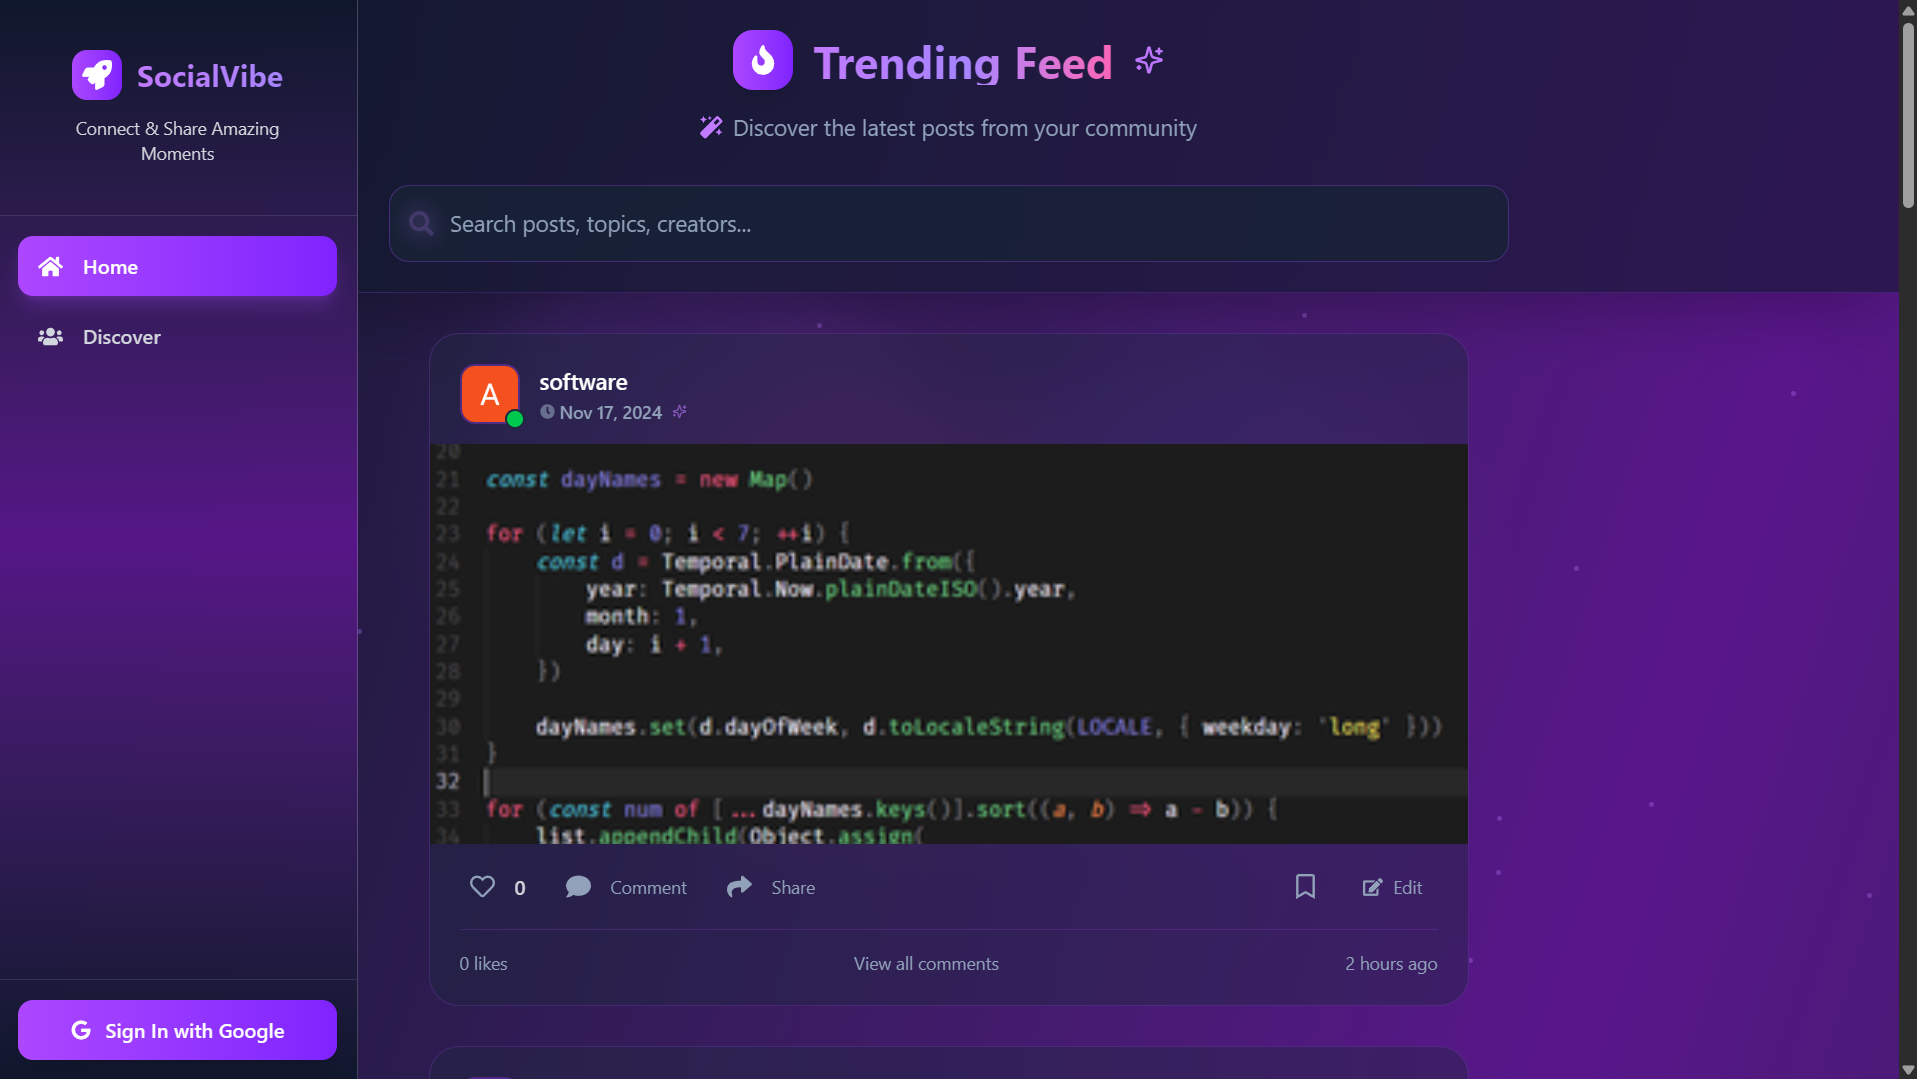 SocialVibe
Connect & Share Amazing
Moments
Home
Discover
Sign In with Google
Trending Feed
Discover the latest posts from your community
Search posts, topics, creators...
A
software
Nov 17, 2024
20
21 const dayNames = new Map()
22
23 for (let i = 0; i < 7; ++i) {
24 const d = Temporal.PlainDate.from({
25 year: Temporal.Now.plainDateISO().year,
26 month: 1,
27 day: i + 1,
28 })
29
30 dayNames.set(d.dayOfWeek, d.toLocaleString(LOCALE, { weekday: 'long' }))
31 }
32
33 for (const num of [...dayNames.keys()].sort((a, b) => a - b)) {
34 list.appendChild(Object.assign(
0 Comment Share Edit
0 likes View all comments 2 hours ago